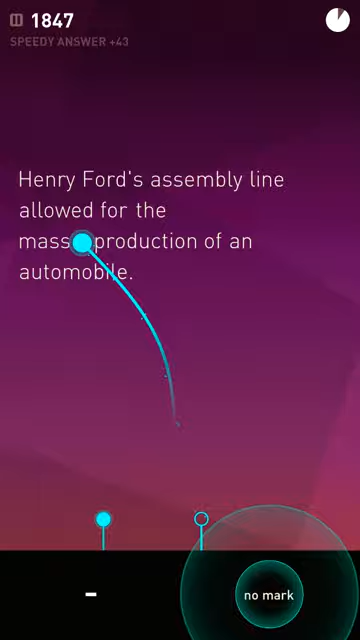 1847
SPEEDY ANSWER +43
Henry Ford's assembly line
allowed for the
mass production of an
automobile.
-
no mark